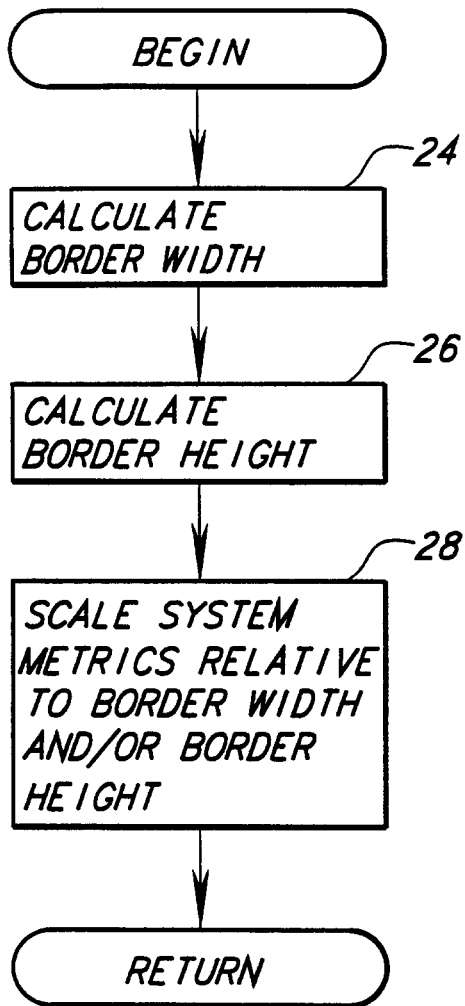 BEGIN
24
CALCULATE
BORDER WIDTH
26
CALCULATE
BORDER HEIGHT
28
SCALE SYSTEM
METRICS RELATIVE
TO BORDER WIDTH
AND/OR BORDER
HEIGHT
RETURN